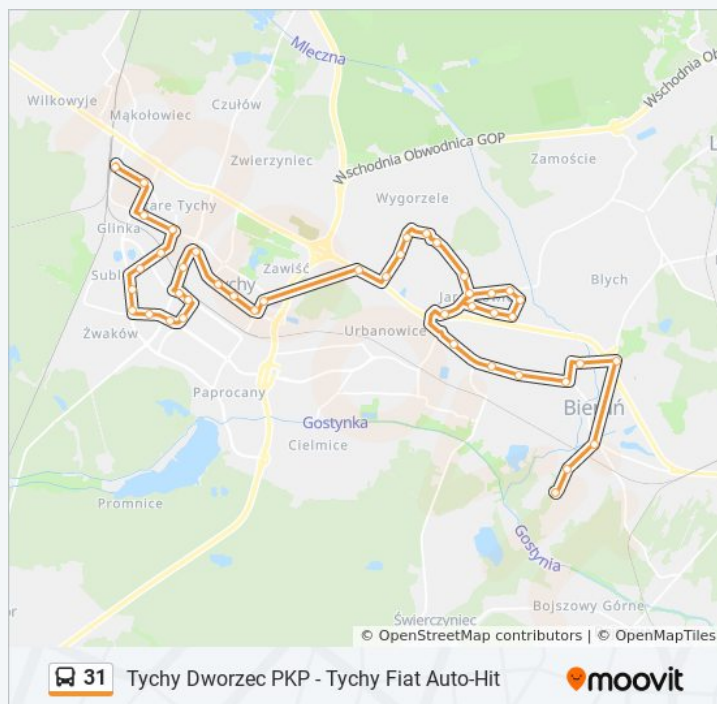 Mleczna
Wilkowyje
Czułów
Mąkołowiec
Wschodnia Ob
Wschodnia Obwodnica GOP
Zwierzyniec
Zamoście
Wygorzele
are Tychy
Glinka
Zawiść
Subl
Blych
Jar
Żwaków
Urbanowice
Paprocany
Bieruń
Gostynka
Cielmice
Promnice
Gostynia
Bojszowy Górne
Świerczyniec
© OpenStreetMap contributors | © OpenMapTiles
31 Tychy Dworzec PKP - Tychy Fiat Auto-Hit
moovit